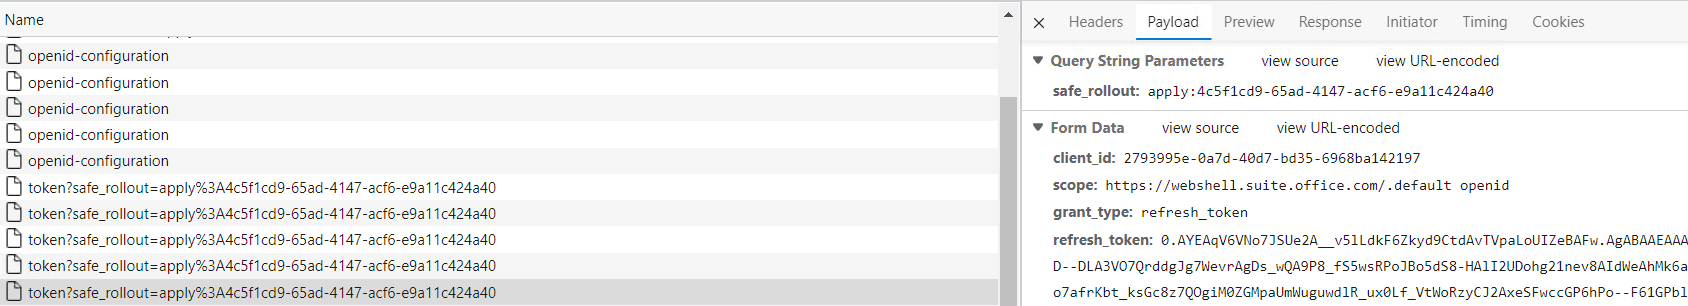 Name
openid-configuration
openid-configuration
openid-configuration
openid-configuration
openid-configuration
token?safe_rollout=apply%3A4c5f1cd9-65ad-4147-acf6-e9a11c424a40
token?safe_rollout=apply%3A4c5f1cd9-65ad-4147-acf6-e9a11c424a40
token?safe_rollout=apply%3A4c5f1cd9-65ad-4147-acf6-e9a11c424a40
token?safe_rollout=apply%3A4c5f1cd9-65ad-4147-acf6-e9a11c424a40
token?safe_rollout=apply%3A4c5f1cd9-65ad-4147-acf6-e9a11c424a40
Headers Payload Preview Response Initiator Timing Cookies
Query String Parameters view source view URL-encoded
safe_rollout: apply:4c5f1cd9-65ad-4147-acf6-e9a11c424a40
Form Data view source view URL-encoded
client_id: 2793995e-0a7d-40d7-bd35-6968ba142197
scope: https://webshell.suite.office.com/.default openid
grant_type: refresh_token
refresh_token: 0.AYEAqV6VNo7JSUe2A__v5lLdkF6Zkyd9CtdAvTVpaLoUIZeBAFw.AgABAAEAAA
D--DLA3VO7QrddgJg7WevrAgDs_wQA9P8_fS5wsRPoJBo5dS8-HAlI2UDohg21nev8AIdWeAhMk6a
o7afrKbt_ksGc8z7QOgiM0ZGMpaUmWuguwdlR_ux0Lf_VtWoRzyCJ2AxeSFwccGP6hPo--F61GPbl